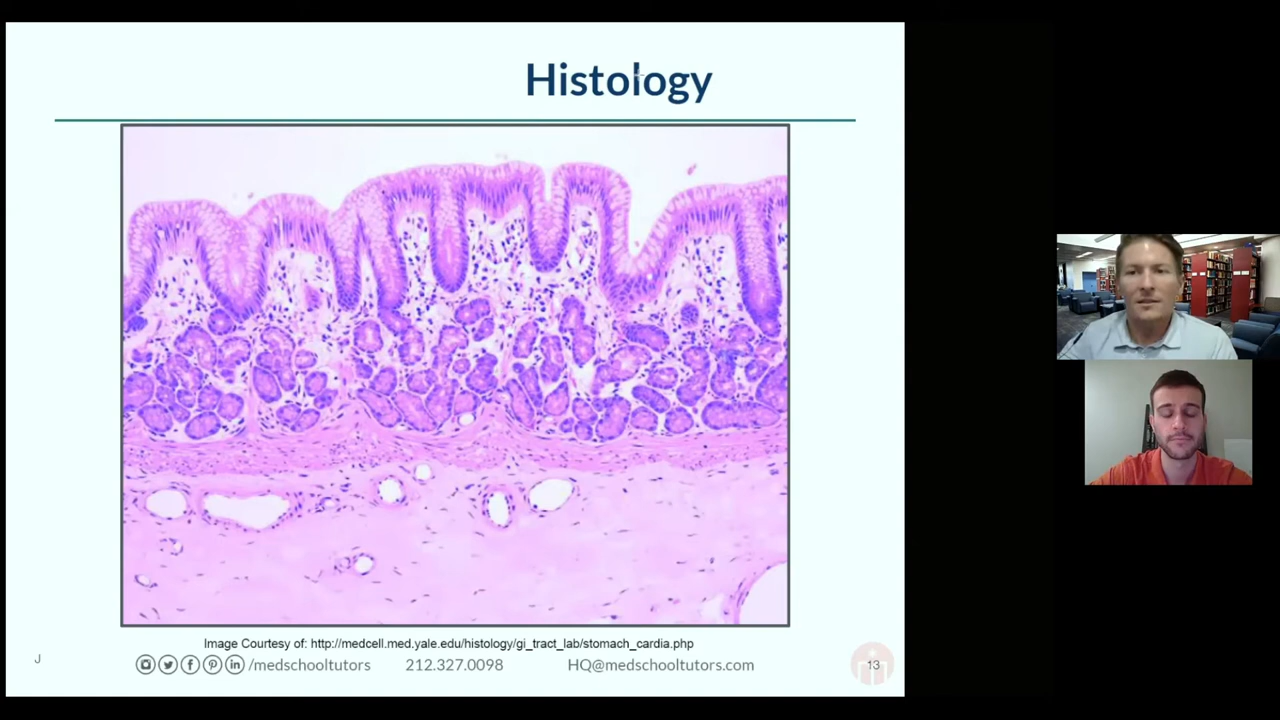 Histology
Image Courtesy of: http://medcell.med.yale.edu/histology/gi_tract_lab/stomach_cardia.php
J
/medschooltutors 212.327.0098 HQ@medschooltutors.com 13